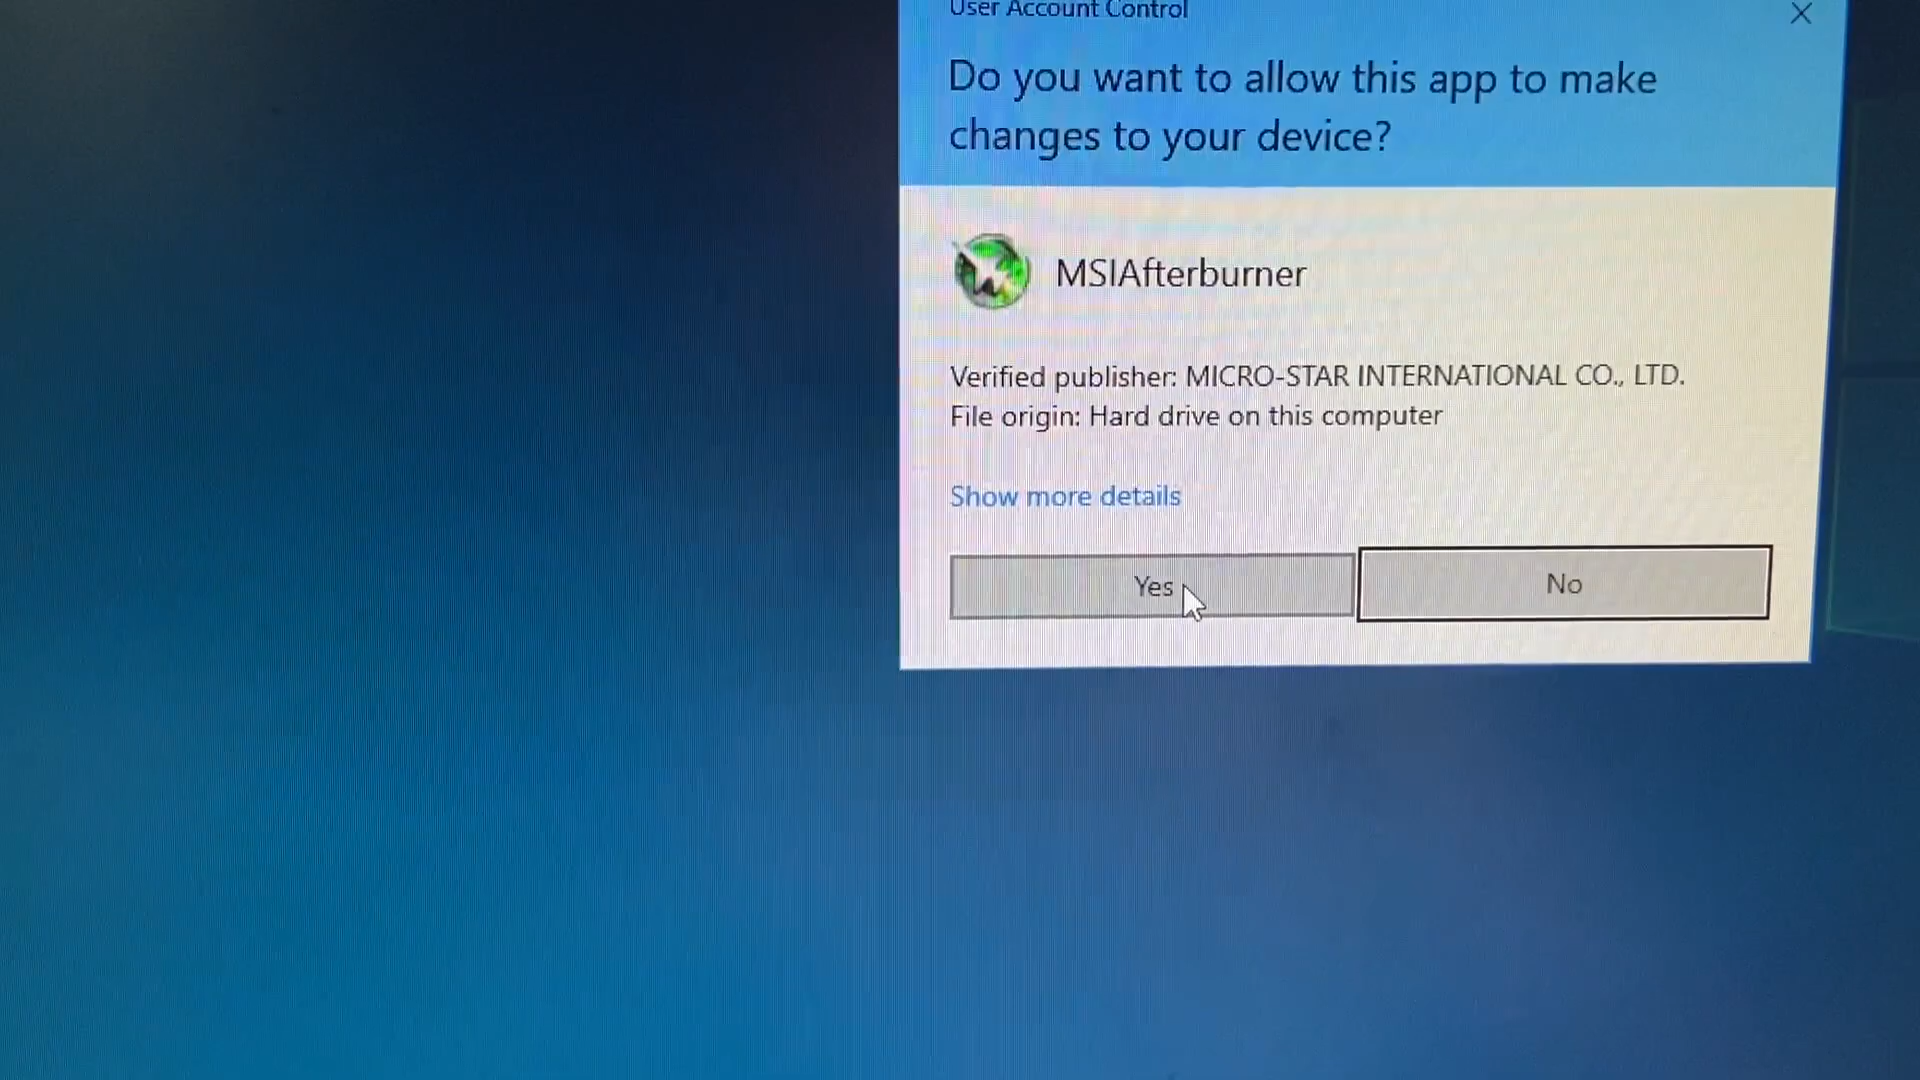 User Account Control
Do you want to allow this app to make
changes to your device?
MSIAfterburner
Verified publisher: MICRO-STAR INTERNATIONAL CO., LTD.
File origin: Hard drive on this computer
Show more details
Yes
No